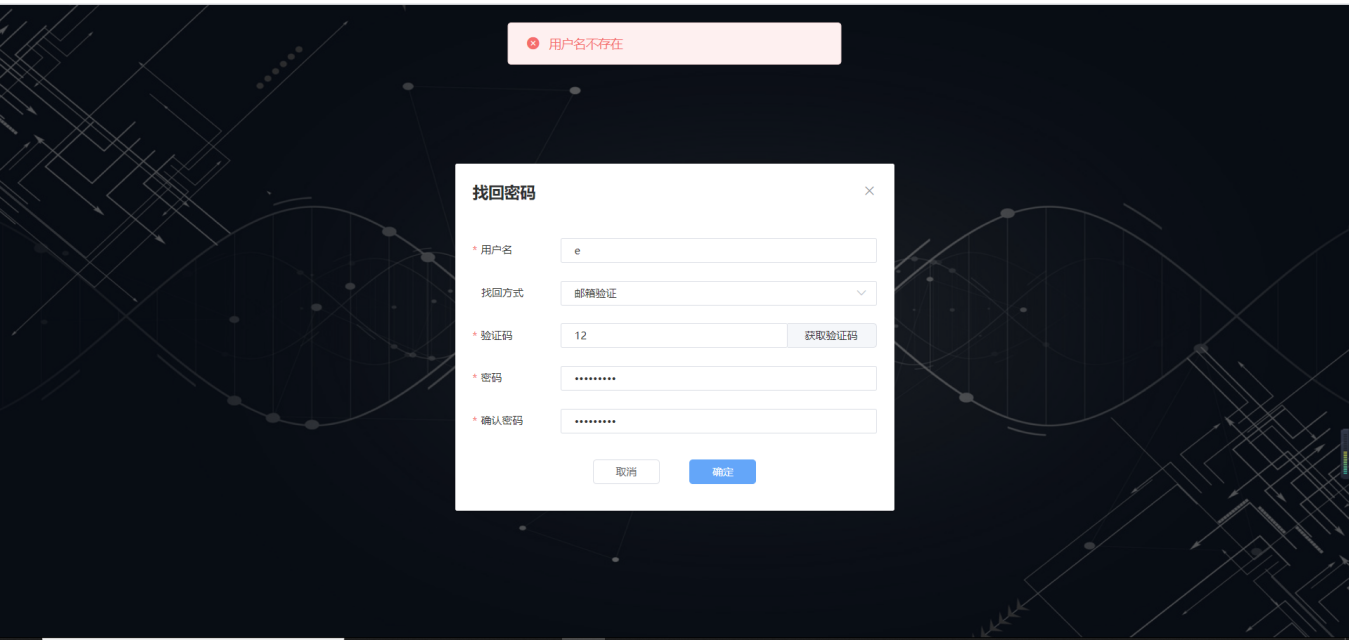 用户名不存在
找回密码
* 用户名 e
找回方式 邮箱验证
* 验证码 12 获取验证码
* 密码 •••••••••
* 确认密码 •••••••••
取消 确定